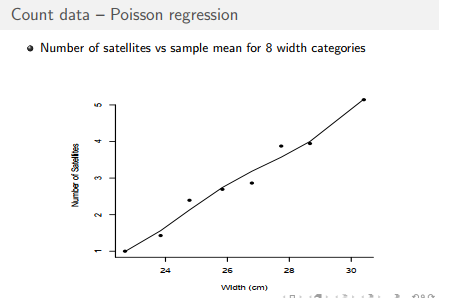 Count data – Poisson regression
Number of satellites vs sample mean for 8 width categories
Number of Satellites
5
4
3
2
1
24 26 28 30
Width (cm)